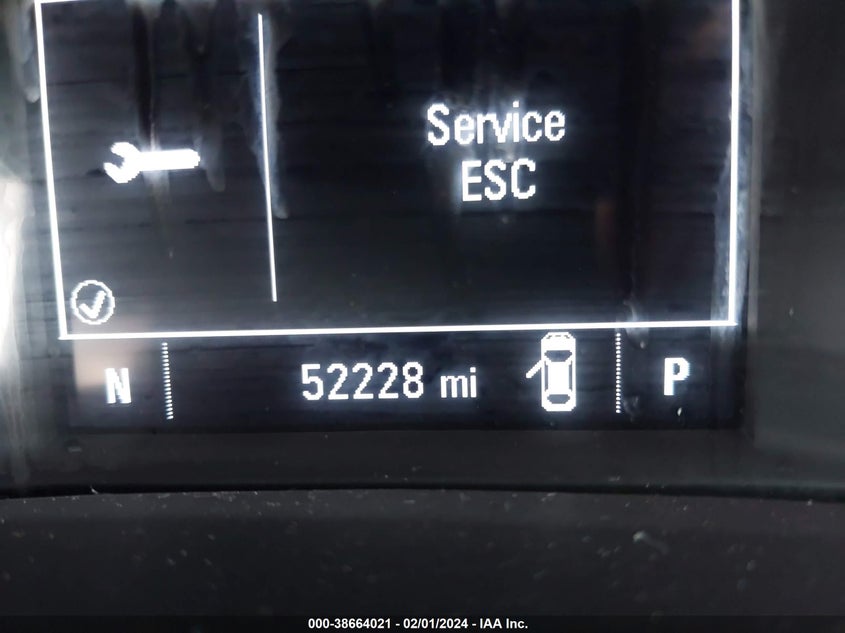 Service
ESC
N 52228 mi P
000-38664021 - 02/01/2024 - IAA Inc.